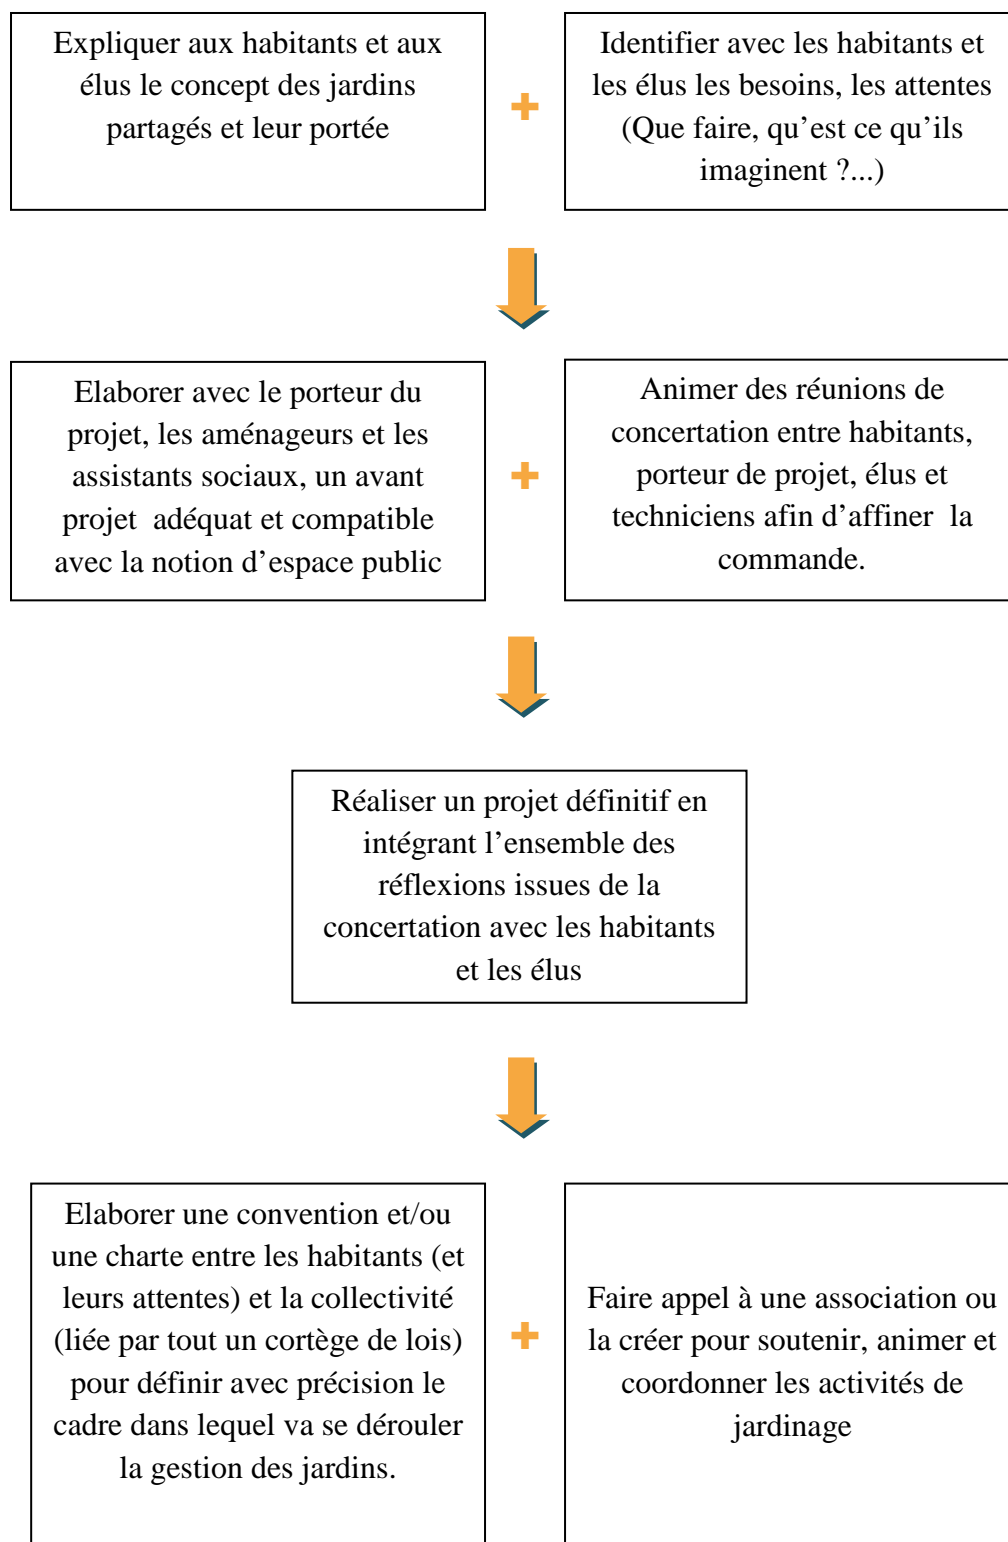 Expliquer aux habitants et aux
élus le concept des jardins
partagés et leur portée
Identifier avec les habitants et
les élus les besoins, les attentes
(Que faire, qu’est ce qu’ils
imaginent ?...)
Elaborer avec le porteur du
projet, les aménageurs et les
assistants sociaux, un avant
projet adéquat et compatible
avec la notion d’espace public
Animer des réunions de
concertation entre habitants,
porteur de projet, élus et
techniciens afin d’affiner la
commande.
Réaliser un projet définitif en
intégrant l’ensemble des
réflexions issues de la
concertation avec les habitants
et les élus
Elaborer une convention et/ou
une charte entre les habitants (et
leurs attentes) et la collectivité
(liée par tout un cortège de lois)
pour définir avec précision le
cadre dans lequel va se dérouler
la gestion des jardins.
Faire appel à une association ou
la créer pour soutenir, animer et
coordonner les activités de
jardinage